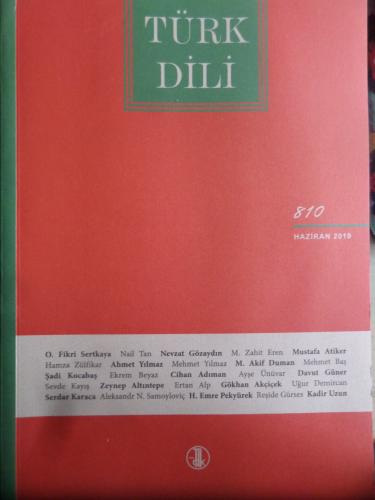 TÜRK
DİLİ
810
HAZİRAN 2019
O. Fikri Sertkaya Nail Tan Nevzat Gözaydın M. Zahit Eren Mustafa Atiker
Hamza Zülfikar Ahmet Yılmaz Mehmet Yılmaz M. Akif Duman Mehmet Baş
Şadi Kocabaş Ekrem Beyaz Cihan Adıman Ayşe Ünüvar Davut Güner
Sevde Kayış Zeynep Altıntepe Ertan Alp Gökhan Akçiçek Uğur Demircan
Serdar Karaca Aleksandr N. Samoyloviç H. Emre Pekyürek Reşide Gürses Kadir Uzun